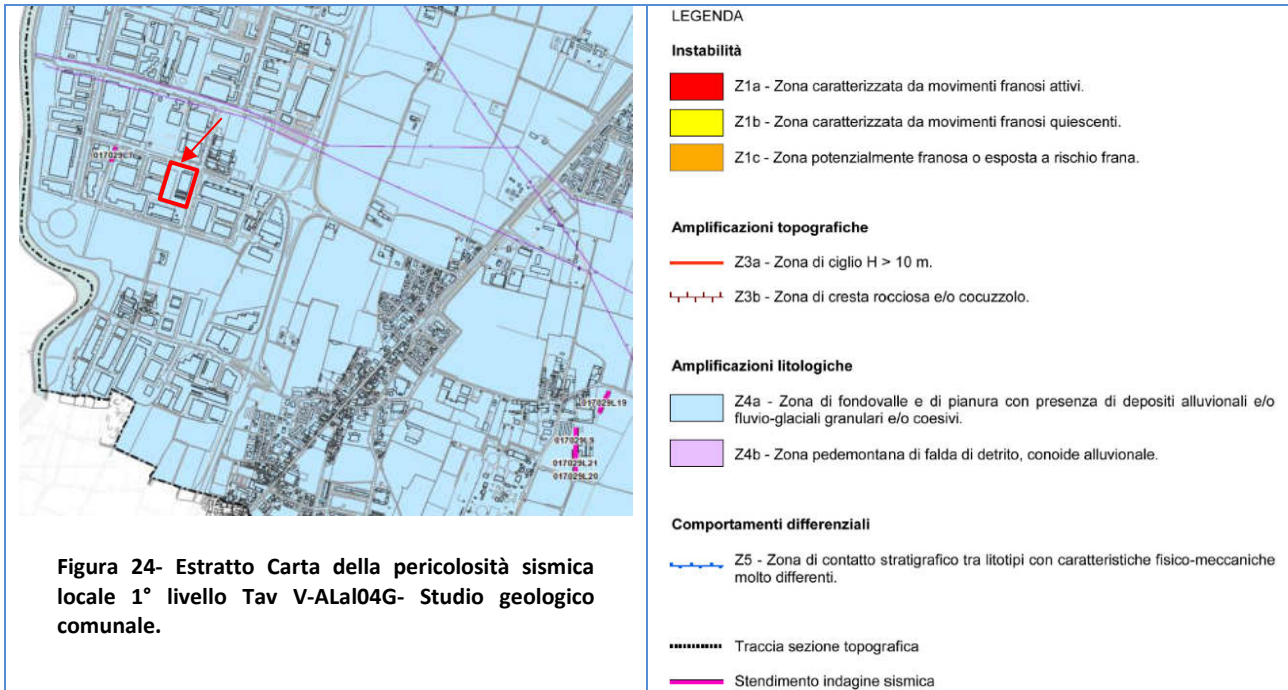 017029L19
017029L21
017029L20
Figura 24- Estratto Carta della pericolosità sismica
locale 1° livello Tav V-ALal04G- Studio geologico
comunale.
LEGENDA
Instabilità
Z1a - Zona caratterizzata da movimenti franosi attivi.
Z1b - Zona caratterizzata da movimenti franosi quiescenti.
Z1c - Zona potenzialmente franosa o esposta a rischio frana.
Amplificazioni topografiche
Z3a - Zona di ciglio H > 10 m.
Z3b - Zona di cresta rocciosa e/o cocuzzolo.
Amplificazioni litologiche
Z4a - Zona di fondovalle e di pianura con presenza di depositi alluvionali e/o
fluvio-glaciali granulari e/o coesivi.
Z4b - Zona pedemontana di falda di detrito, conoide alluvionale.
Comportamenti differenziali
Z5 - Zona di contatto stratigrafico tra litotipi con caratteristiche fisico-meccaniche
molto differenti.
Traccia sezione topografica
Stendimento indagine sismica